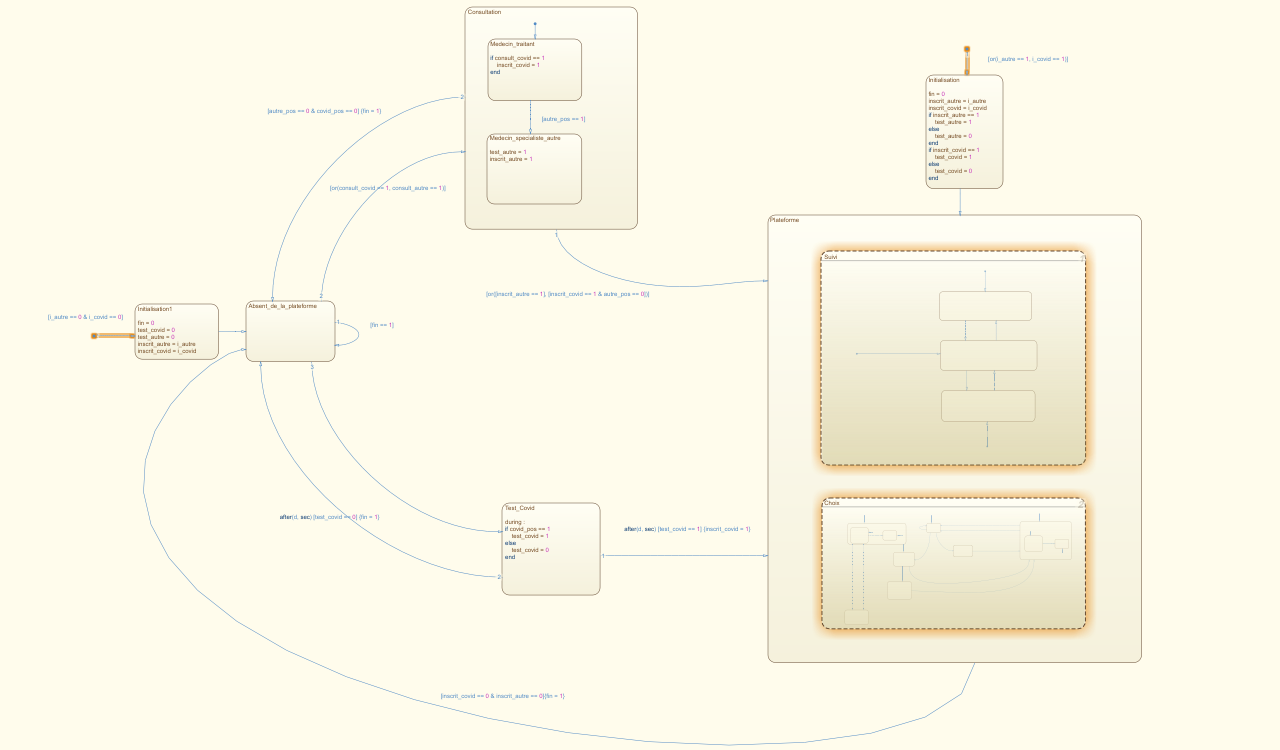 Consultation
Medecin_traitant
if consult_covid == 1
inscrit_covid = 1
end
[autre_pos == 1]
Medecin_specialiste_autre
test_autre = 1
inscrit_autre = 1
2
1
[autre_pos == 0 & covid_pos == 0] {fin = 1}
[or(consult_covid == 1, consult_autre == 1)]
[or([inscrit_autre == 1], [inscrit_covid == 1 & autre_pos == 0])]
[or(i_autre == 1, i_covid == 1)]
Initialisation
fin = 0
inscrit_autre = i_autre
inscrit_covid = i_covid
if inscrit_autre == 1
test_autre = 1
else
test_autre = 0
end
if inscrit_covid == 1
test_covid = 1
else
test_covid = 0
end
[i_autre == 0 & i_covid == 0]
Initialisation1
fin = 0
test_covid = 0
test_autre = 0
inscrit_autre = i_autre
inscrit_covid = i_covid
Absent_de_la_plateforme
2
1
3
[fin == 1]
Plateforme
Suivi
Choix
Test_Covid
during :
if covid_pos == 1
test_covid = 1
else
test_covid = 0
end
1
2
after(d, sec) [test_covid == 0] {fin = 1}
after(d, sec) [test_covid == 1] {inscrit_covid = 1}
[inscrit_covid == 0 & inscrit_autre == 0]{fin = 1}